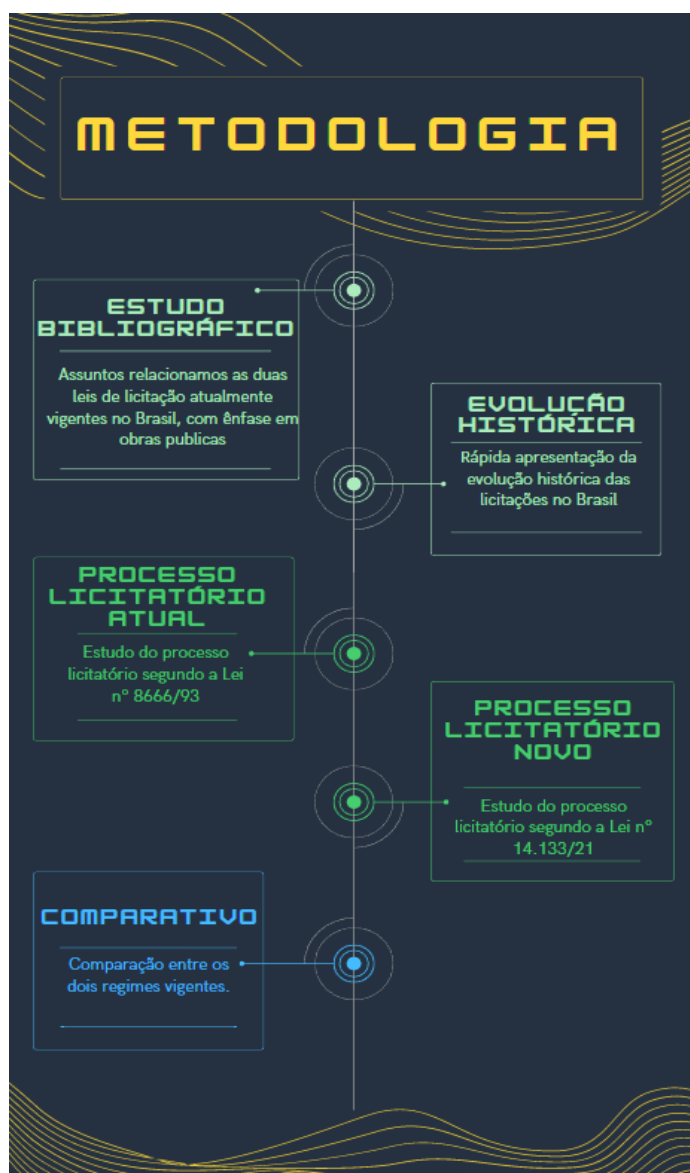 METODOLOGIA
ESTUDO
BIBLIOGRÁFICO
Assuntos relacionamos as duas
leis de licitação atualmente
vigentes no Brasil, com ênfase em
obras publicas
EVOLUÇÃO
HISTÓRICA
Rápida apresentação da
evolução histórica das
licitações no Brasil
PROCESSO
LICITATÓRIO
ATUAL
Estudo do processo
licitatório segundo a Lei
nº 8666/93
PROCESSO
LICITATÓRIO
NOVO
Estudo do processo
licitatório segundo a Lei nº
14.133/21
COMPARATIVO
Comparação entre os
dois regimes vigentes.